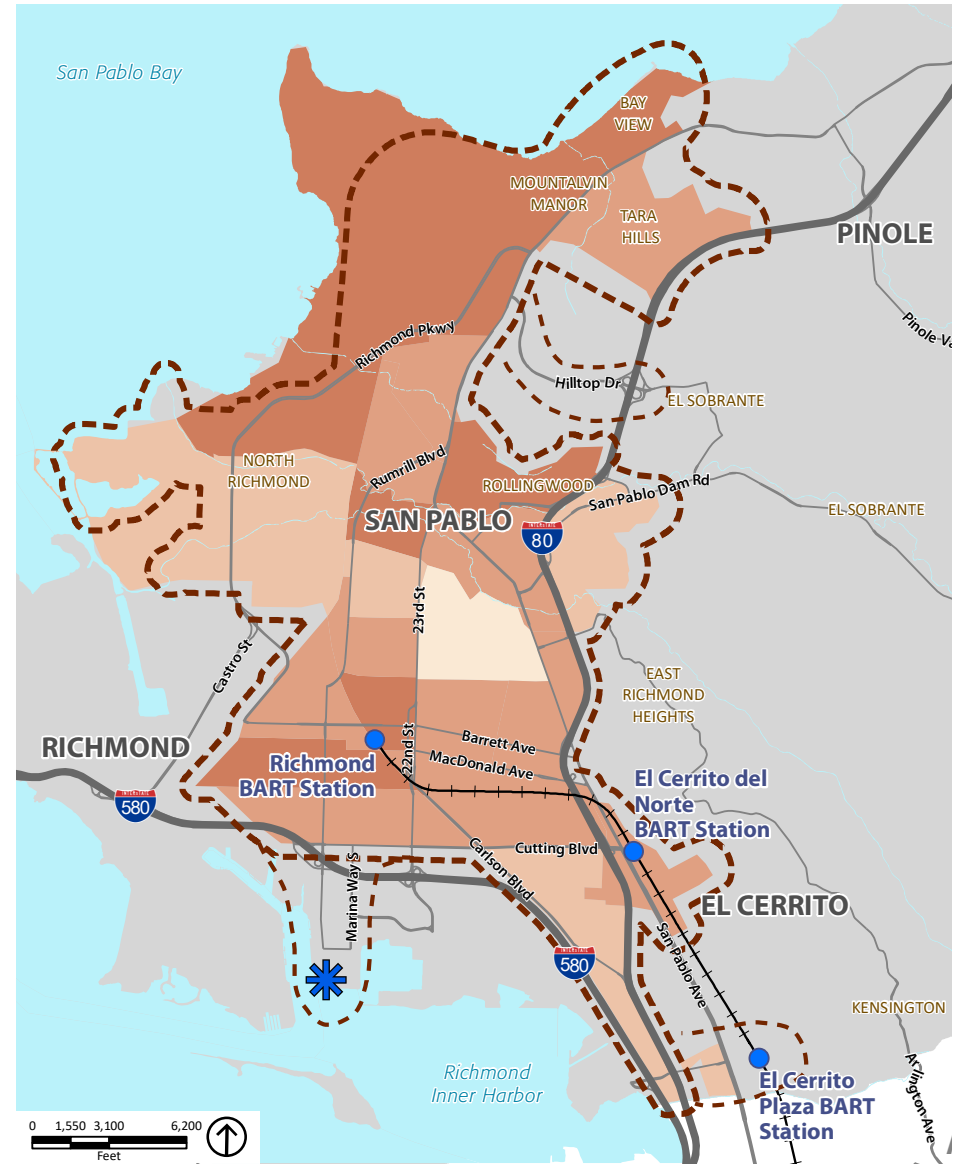 San Pablo Bay
BAY
VIEW
MOUNTALVIN
MANOR
TARA
HILLS
PINOLE
Pinole Va
Richmond Pkwy
Hilltop Dr
EL SOBRANTE
NORTH
RICHMOND
Rumrill Blvd
ROLLINGWOOD
San Pablo Dam Rd
EL SOBRANTE
SAN PABLO
INTERSTATE
80
23rd St
Castro St
EAST
RICHMOND
HEIGHTS
RICHMOND
22nd St
Barrett Ave
MacDonald Ave
Richmond
BART Station
El Cerrito del
Norte
BART Station
INTERSTATE
580
Cutting Blvd
Carlson Blvd
Marina Way S
EL CERRITO
San Pablo Ave
INTERSTATE
580
KENSINGTON
Arlington Ave
Richmond
Inner Harbor
El Cerrito
Plaza BART
Station
0 1,550 3,100 6,200
Feet